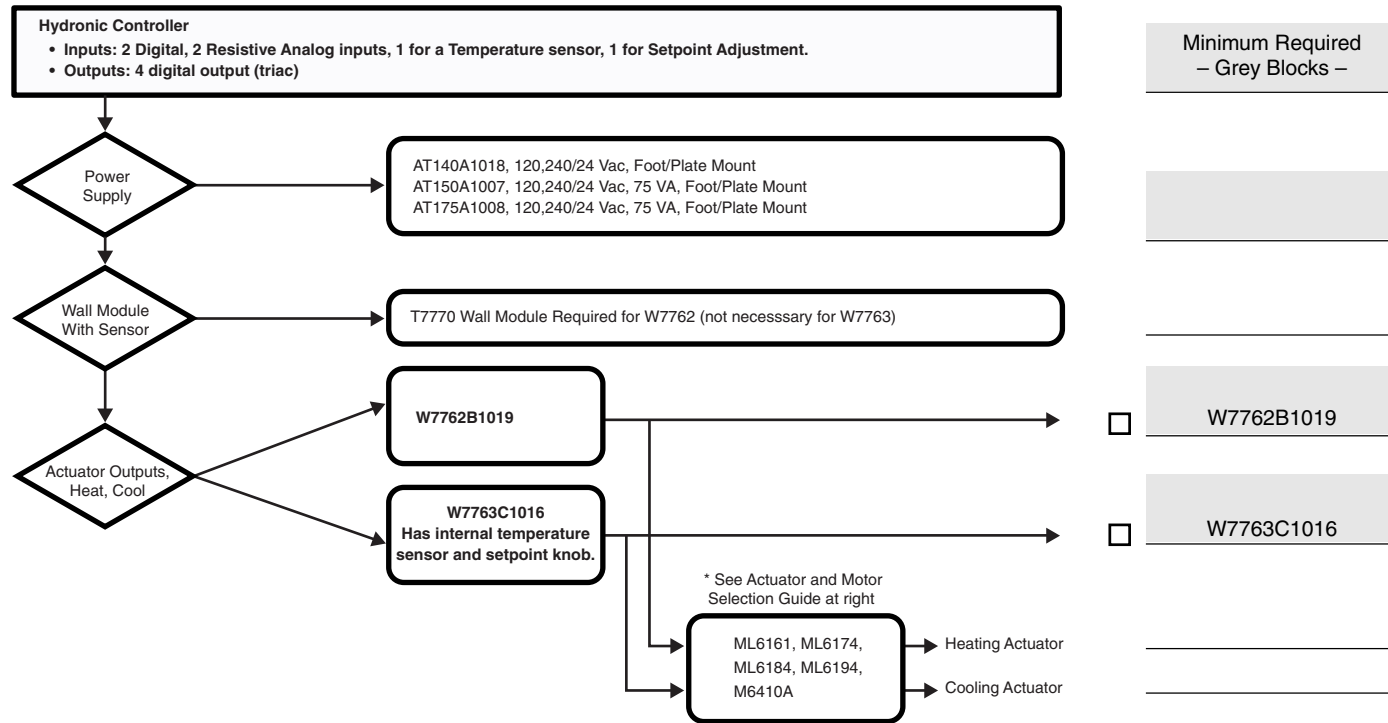 Hydronic Controller
• Inputs: 2 Digital, 2 Resistive Analog inputs, 1 for a Temperature sensor, 1 for Setpoint Adjustment.
• Outputs: 4 digital output (triac)
Minimum Required
– Grey Blocks –
Power
Supply
AT140A1018, 120,240/24 Vac, Foot/Plate Mount
AT150A1007, 120,240/24 Vac, 75 VA, Foot/Plate Mount
AT175A1008, 120,240/24 Vac, 75 VA, Foot/Plate Mount
Wall Module
With Sensor
T7770 Wall Module Required for W7762 (not necesssary for W7763)
Actuator Outputs,
Heat, Cool
W7762B1019
W7762B1019
W7763C1016
Has internal temperature
sensor and setpoint knob.
W7763C1016
* See Actuator and Motor
Selection Guide at right
ML6161, ML6174,
ML6184, ML6194,
M6410A
Heating Actuator
Cooling Actuator